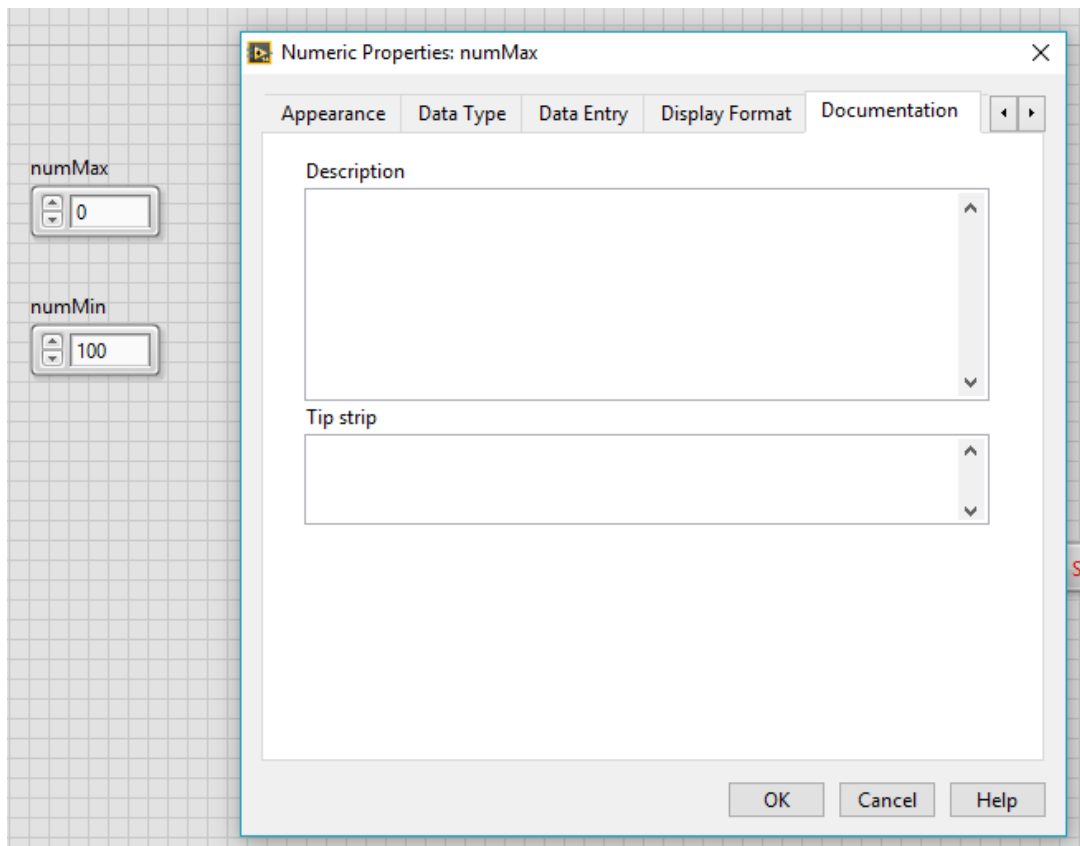 Numeric Properties: numMax
Appearance Data Type Data Entry Display Format Documentation
numMax
0
numMin
100
Description
Tip strip
S
OK Cancel Help